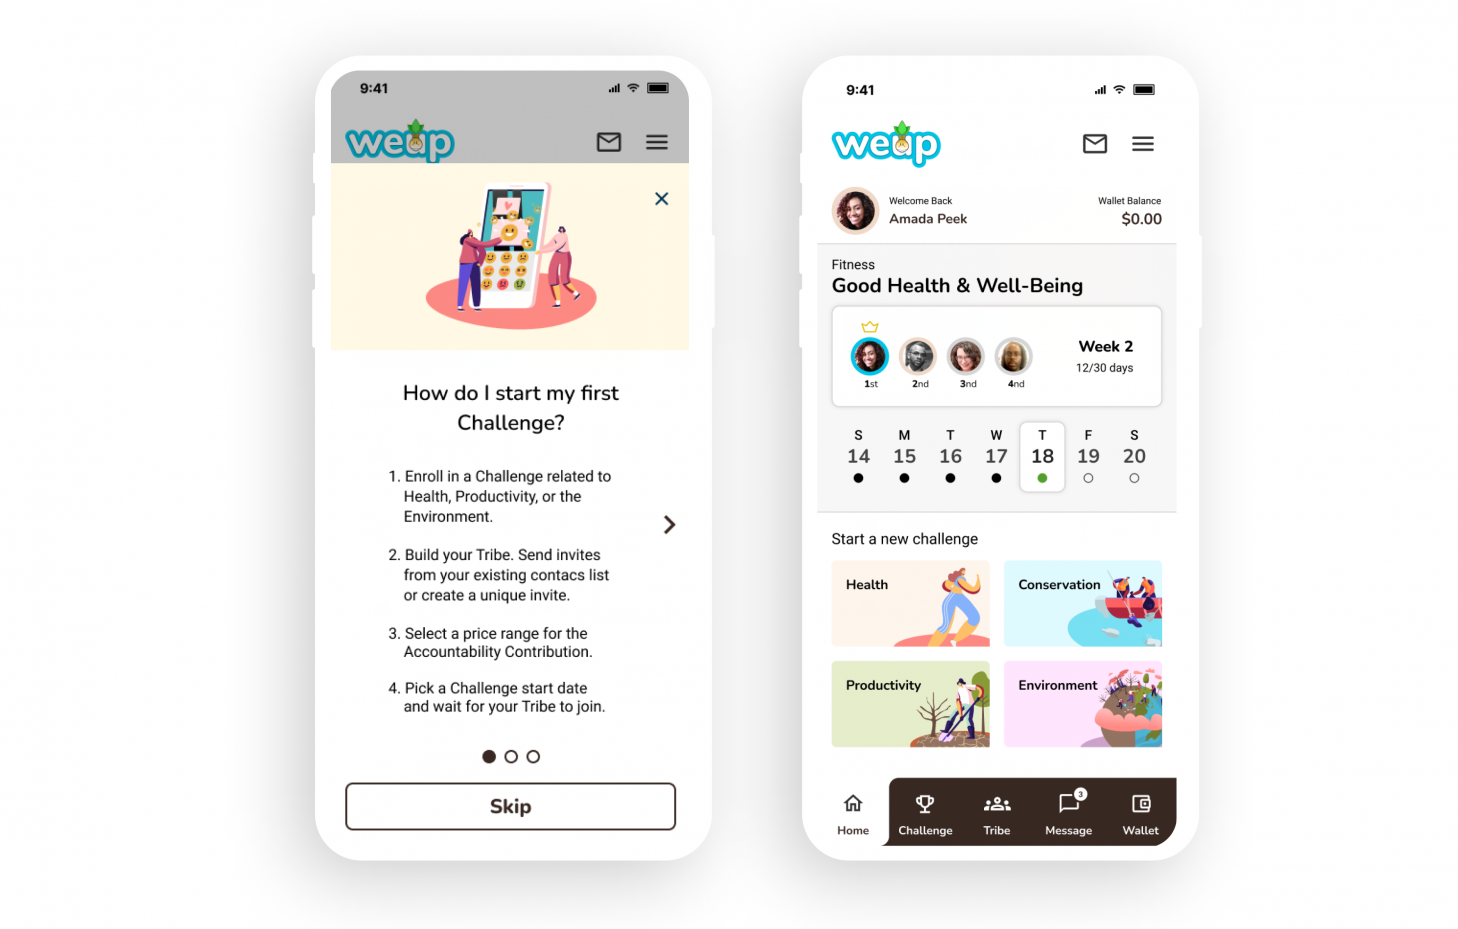 9:41
weup
How do I start my first
Challenge?
1. Enroll in a Challenge related to
Health, Productivity, or the
Environment.
2. Build your Tribe. Send invites
from your existing contacs list
or create a unique invite.
3. Select a price range for the
Accountability Contribution.
4. Pick a Challenge start date
and wait for your Tribe to join.
Skip
9:41
weup
Welcome Back
Amada Peek
Wallet Balance
$0.00
Fitness
Good Health & Well-Being
1st 2nd 3nd 4nd
Week 2
12/30 days
S M T W T F S
14 15 16 17 18 19 20
Start a new challenge
Health
Conservation
Productivity
Environment
3
Home Challenge Tribe Message Wallet